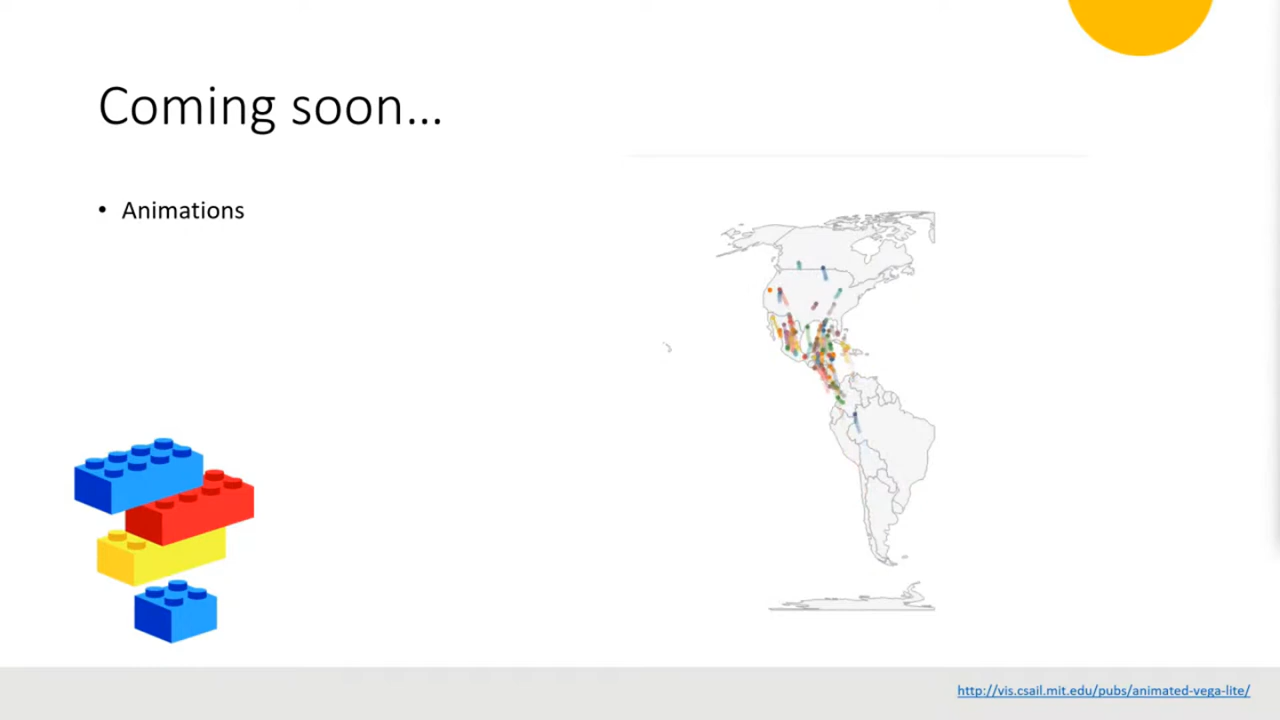 Coming soon...
• Animations
http://vis.csail.mit.edu/pubs/animated-vega-lite/